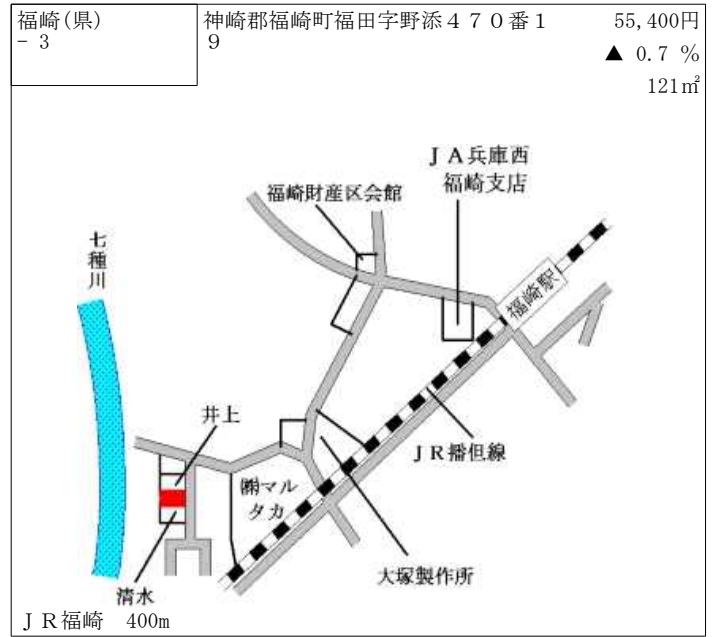 福崎(県)
－3
神崎郡福崎町福田字野添４７０番１
９
55,400円
▲ 0.7 %
121㎡
ＪＡ兵庫西
福崎支店
福崎財産区会館
七種川
福崎駅
井上
ＪＲ播但線
㈱マル
タカ
大塚製作所
清水
ＪＲ福崎　400m